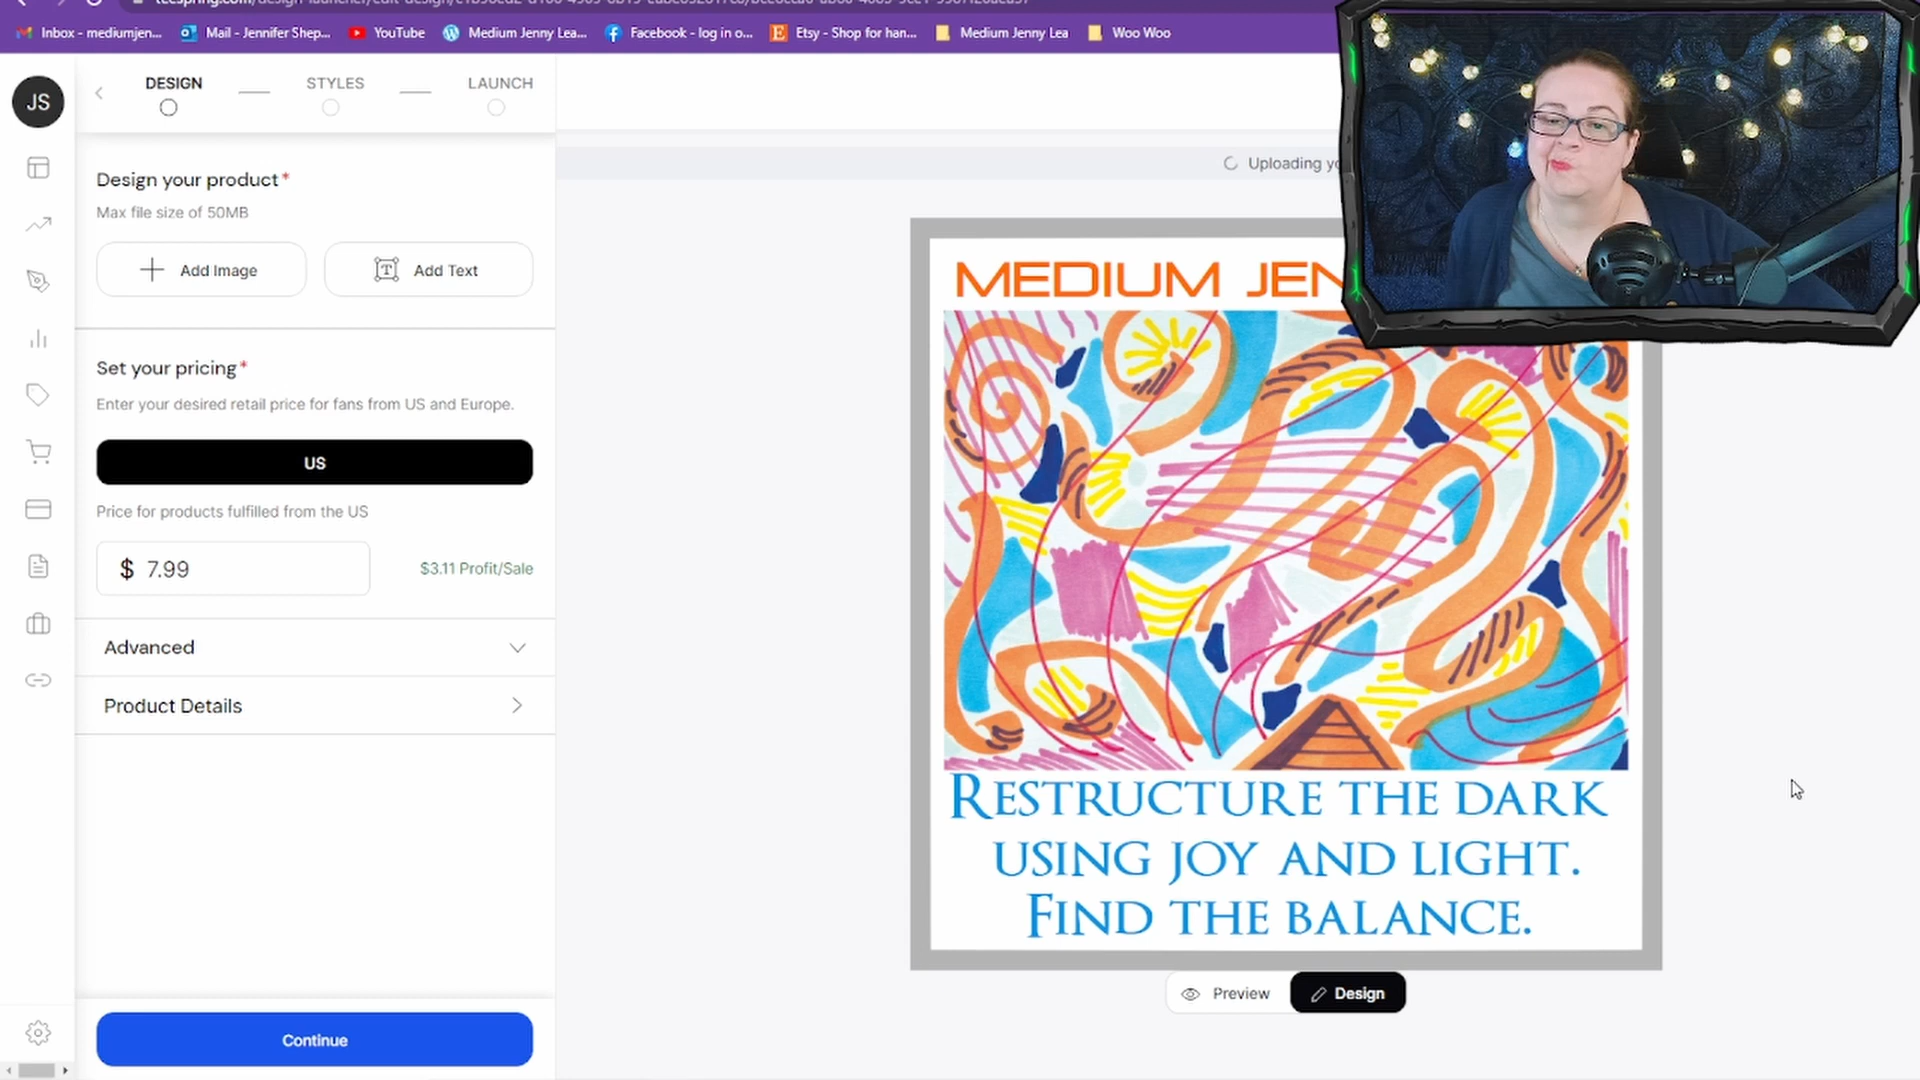 Inbox - mediumjen...
Mail - Jennifer Shep...
YouTube
Medium Jenny Lea...
Facebook - log in o...
Etsy - Shop for han...
Medium Jenny Lea
Woo Woo
JS
DESIGN
STYLES
LAUNCH
Design your product*
Max file size of 50MB
Add Image
Add Text
Set your pricing*
Enter your desired retail price for fans from US and Europe.
US
Price for products fulfilled from the US
$ 7.99
$3.11 Profit/Sale
Advanced
Product Details
Continue
Uploading yo
MEDIUM JEN
RESTRUCTURE THE DARK
USING JOY AND LIGHT.
FIND THE BALANCE.
Preview
Design